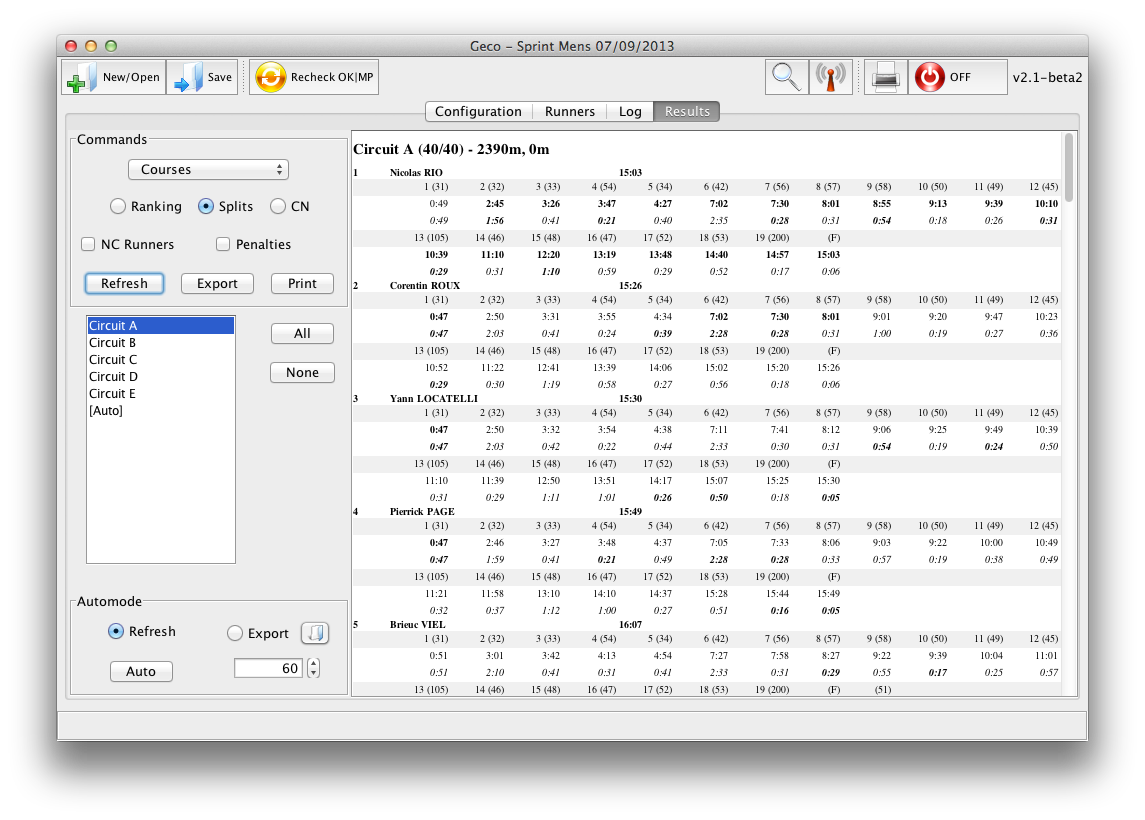 Geco – Sprint Mens 07/09/2013
New/Open Save Recheck OK|MP OFF v2.1-beta2
Configuration Runners Log Results
Commands
Courses
Ranking Splits CN
NC Runners Penalties
Refresh Export Print
Circuit A
Circuit B
Circuit C
Circuit D
Circuit E
[Auto]
All
None
Automode
Refresh Export
Auto 60
Circuit A (40/40) - 2390m, 0m
1 Nicolas RIO 15:03
1 (31) 2 (32) 3 (33) 4 (54) 5 (34) 6 (42) 7 (56) 8 (57) 9 (58) 10 (50) 11 (49) 12 (45)
0:49 2:45 3:26 3:47 4:27 7:02 7:30 8:01 8:55 9:13 9:39 10:10
0:49 1:56 0:41 0:21 0:40 2:35 0:28 0:31 0:54 0:18 0:26 0:31
13 (105) 14 (46) 15 (48) 16 (47) 17 (52) 18 (53) 19 (200) (F)
10:39 11:10 12:20 13:19 13:48 14:40 14:57 15:03
0:29 0:31 1:10 0:59 0:29 0:52 0:17 0:06
2 Corentin ROUX 15:26
1 (31) 2 (32) 3 (33) 4 (54) 5 (34) 6 (42) 7 (56) 8 (57) 9 (58) 10 (50) 11 (49) 12 (45)
0:47 2:50 3:31 3:55 4:34 7:02 7:30 8:01 9:01 9:20 9:47 10:23
0:47 2:03 0:41 0:24 0:39 2:28 0:28 0:31 1:00 0:19 0:27 0:36
13 (105) 14 (46) 15 (48) 16 (47) 17 (52) 18 (53) 19 (200) (F)
10:52 11:22 12:41 13:39 14:06 15:02 15:20 15:26
0:29 0:30 1:19 0:58 0:27 0:56 0:18 0:06
3 Yann LOCATELLI 15:30
1 (31) 2 (32) 3 (33) 4 (54) 5 (34) 6 (42) 7 (56) 8 (57) 9 (58) 10 (50) 11 (49) 12 (45)
0:47 2:50 3:32 3:54 4:38 7:11 7:41 8:12 9:06 9:25 9:49 10:39
0:47 2:03 0:42 0:22 0:44 2:33 0:30 0:31 0:54 0:19 0:24 0:50
13 (105) 14 (46) 15 (48) 16 (47) 17 (52) 18 (53) 19 (200) (F)
11:10 11:39 12:50 13:51 14:17 15:07 15:25 15:30
0:31 0:29 1:11 1:01 0:26 0:50 0:18 0:05
4 Pierrick PAGE 15:49
1 (31) 2 (32) 3 (33) 4 (54) 5 (34) 6 (42) 7 (56) 8 (57) 9 (58) 10 (50) 11 (49) 12 (45)
0:47 2:46 3:27 3:48 4:37 7:05 7:33 8:06 9:03 9:22 10:00 10:49
0:47 1:59 0:41 0:21 0:49 2:28 0:28 0:33 0:57 0:19 0:38 0:49
13 (105) 14 (46) 15 (48) 16 (47) 17 (52) 18 (53) 19 (200) (F)
11:21 11:58 13:10 14:10 14:37 15:28 15:44 15:49
0:32 0:37 1:12 1:00 0:27 0:51 0:16 0:05
5 Brieuc VIEL 16:07
1 (31) 2 (32) 3 (33) 4 (54) 5 (34) 6 (42) 7 (56) 8 (57) 9 (58) 10 (50) 11 (49) 12 (45)
0:51 3:01 3:42 4:13 4:54 7:27 7:58 8:27 9:22 9:39 10:04 11:01
0:51 2:10 0:41 0:31 0:41 2:33 0:31 0:29 0:55 0:17 0:25 0:57
13 (105) 14 (46) 15 (48) 16 (47) 17 (52) 18 (53) 19 (200) (F) (51)